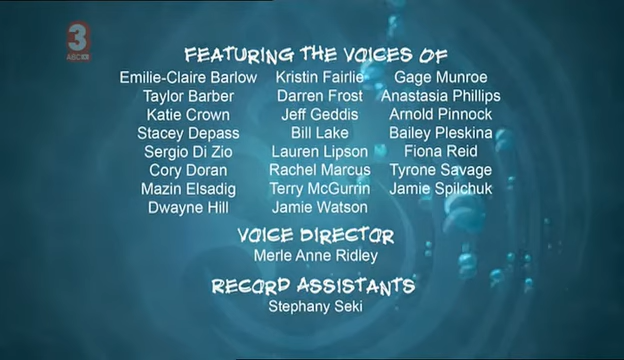 3
ABC
FEATURING THE VOICES OF
Emilie-Claire Barlow Kristin Fairlie Gage Munroe
Taylor Barber Darren Frost Anastasia Phillips
Katie Crown Jeff Geddis Arnold Pinnock
Stacey Depass Bill Lake Bailey Pleskina
Sergio Di Zio Lauren Lipson Fiona Reid
Cory Doran Rachel Marcus Tyrone Savage
Mazin Elsadig Terry McGurrin Jamie Spilchuk
Dwayne Hill Jamie Watson
VOICE DIRECTOR
Merle Anne Ridley
RECORD ASSISTANTS
Stephany Seki